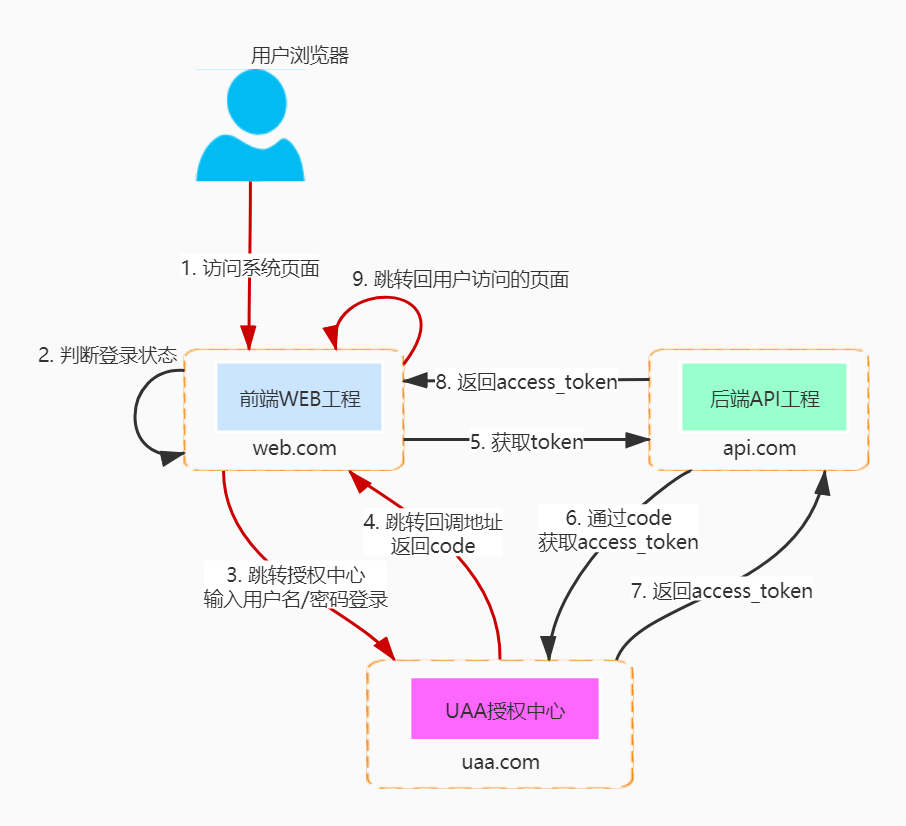 用户浏览器
1. 访问系统页面
9. 跳转回用户访问的页面
2. 判断登录状态
前端WEB工程
web.com
8. 返回access_token
5. 获取token
后端API工程
api.com
4. 跳转回调地址
返回code
6. 通过code
获取access_token
3. 跳转授权中心
输入用户名/密码登录
7. 返回access_token
UAA授权中心
uaa.com